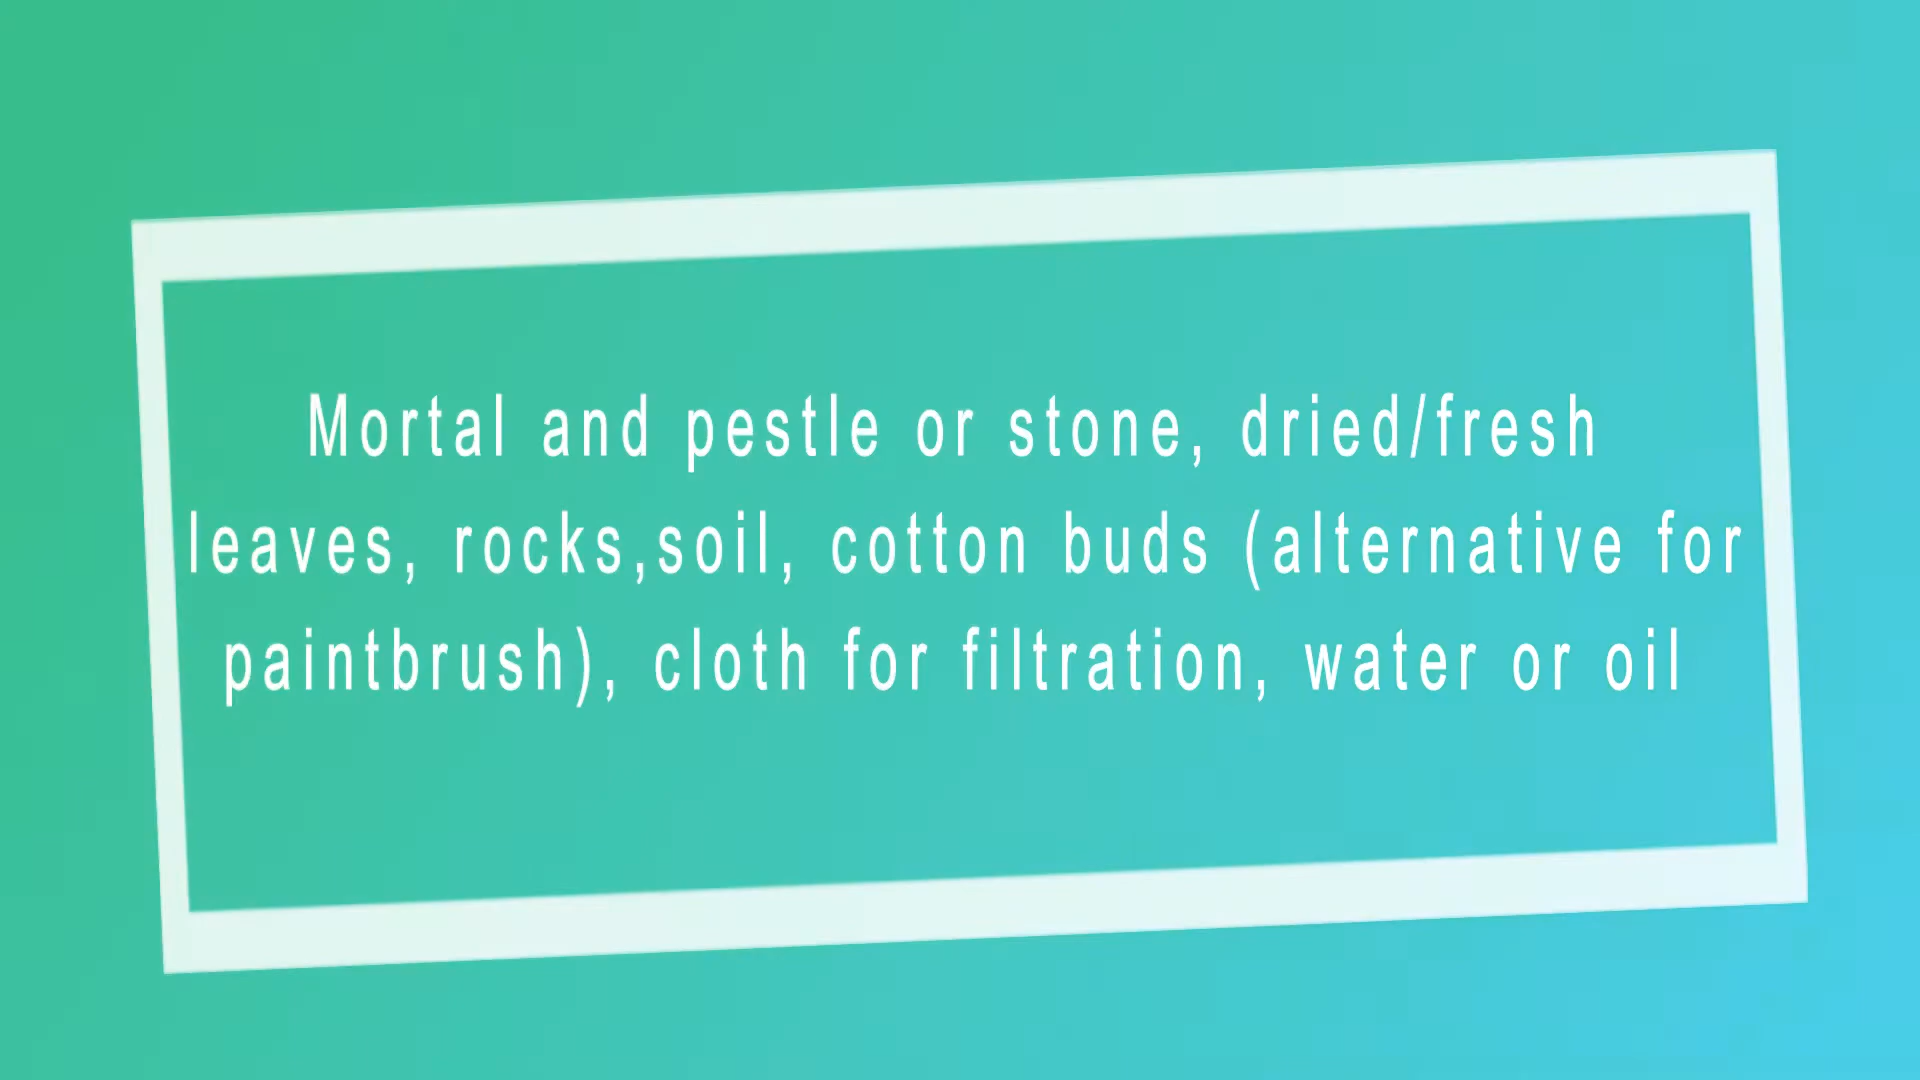 Mortal and pestle or stone, dried/fresh
leaves, rocks,soil, cotton buds (alternative for
paintbrush), cloth for filtration, water or oil